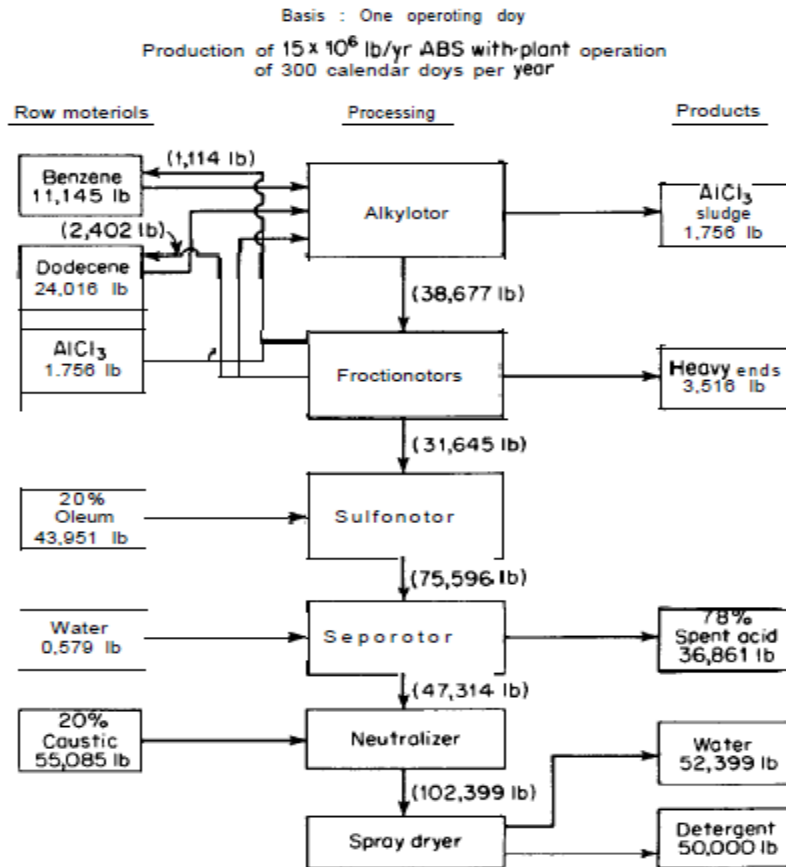 Basis : One operoting doy
Production of 15 x 10⁶ lb/yr ABS with-plant operation
of 300 calendar doys per year
Row moteriols
Processing
Products
Benzene
11,145 lb
(1,114 lb)
Alkylotor
AlCl₃
sludge
1,756 lb
(2,402 lb)
Dodecene
24,016 lb
(38,677 lb)
AlCl₃
1.756 lb
Froctionotors
Heavy ends
3,516 lb
(31,645 lb)
20%
Oleum
43,951 lb
Sulfonotor
(75,596 lb)
Water
0,579 lb
Seporotor
78%
Spent acid
36,861 lb
(47,314 lb)
20%
Caustic
55,085 lb
Neutralizer
Water
52,399 lb
(102,399 lb)
Spray dryer
Detergent
50,000 lb